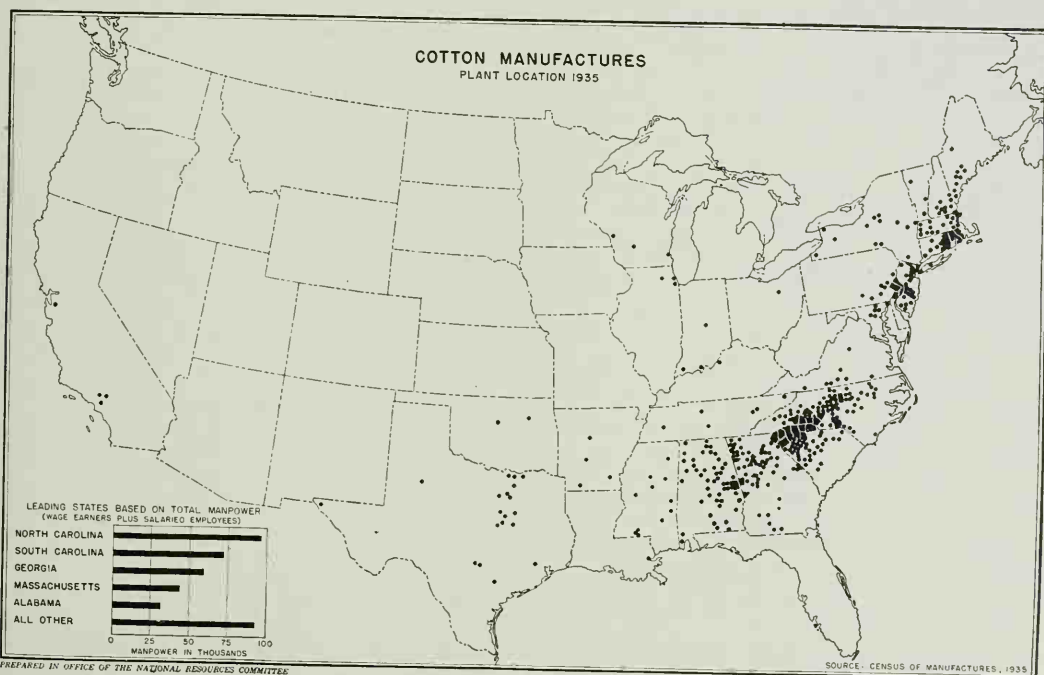 COTTON MANUFACTURES
PLANT LOCATION 1935
LEADING STATES BASED ON TOTAL MANPOWER
(WAGE EARNERS PLUS SALARIED EMPLOYEES)
NORTH CAROLINA
SOUTH CAROLINA
GEORGIA
MASSACHUSETTS
ALABAMA
ALL OTHER
0 25 50 75 100
MANPOWER IN THOUSANDS
PREPARED IN OFFICE OF THE NATIONAL RESOURCES COMMITTEE
SOURCE- CENSUS OF MANUFACTURES, 1935